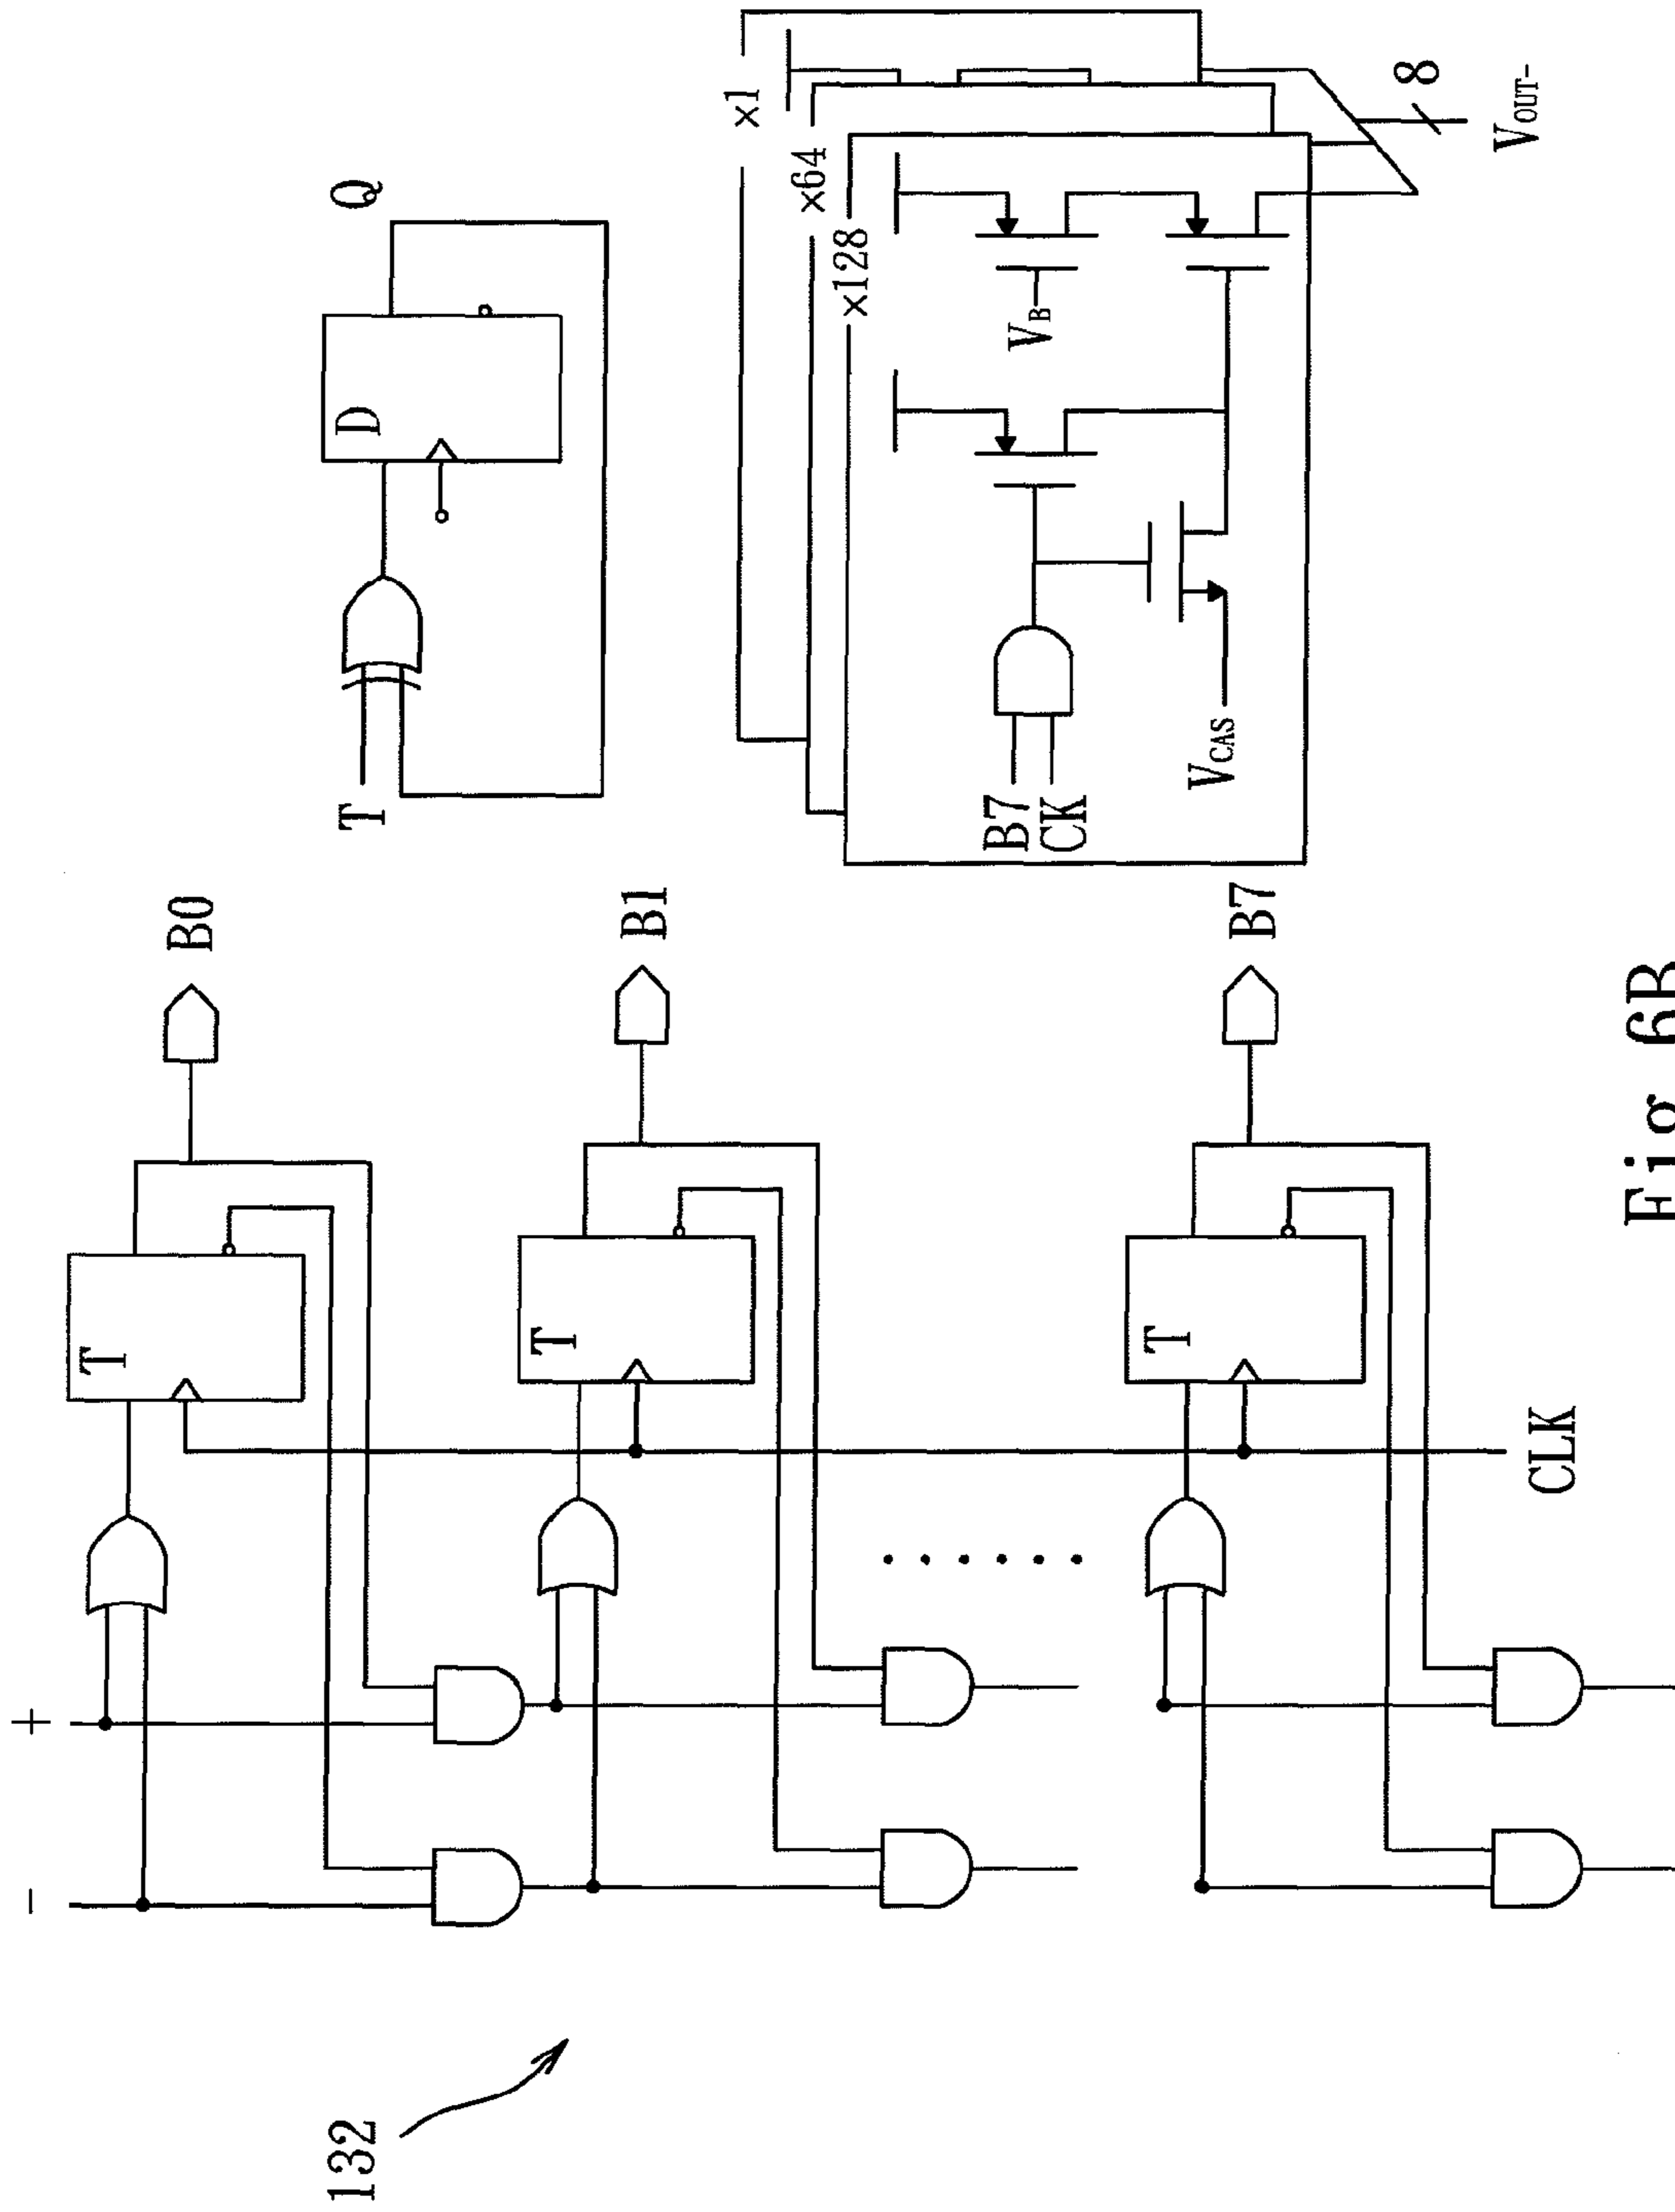 132
+
-
T
B0
T
B1
......
T
B7
CLK
T
D
Q
×1
×64
×128
B7
CK
VCAS
VB
8
VOUT-
Fig. 6B